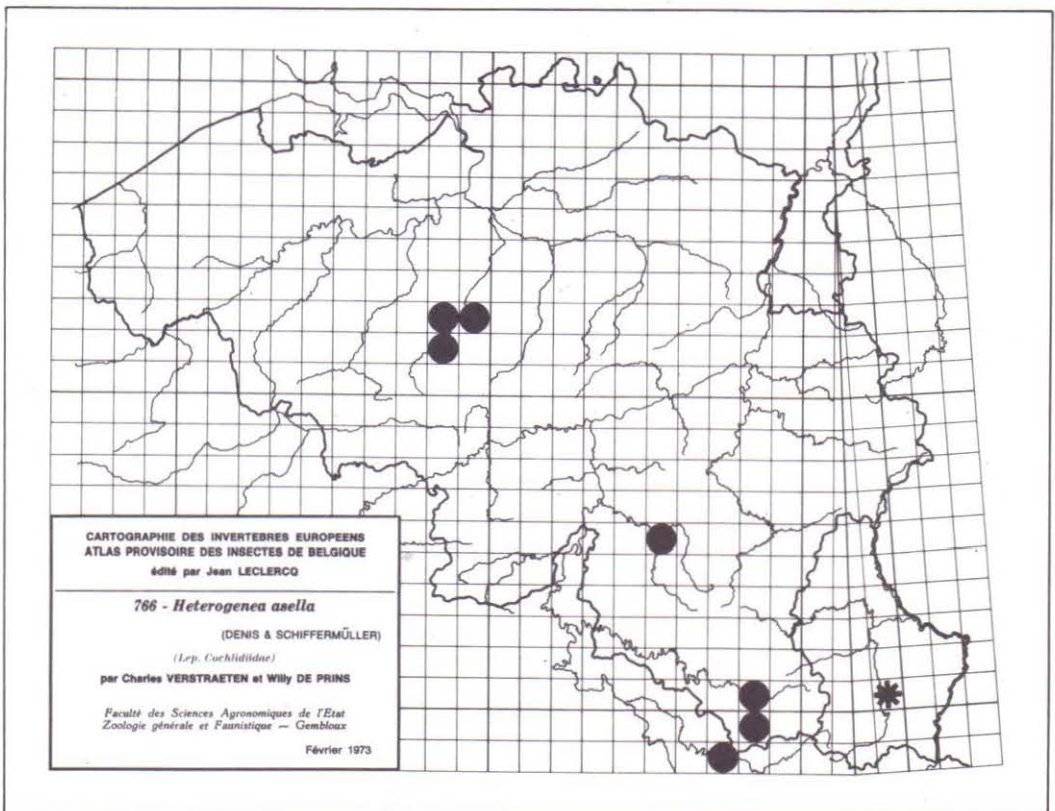 CARTOGRAPHIE DES INVERTEBRES EUROPEENS
ATLAS PROVISOIRE DES INSECTES DE BELGIQUE
édité par Jean LECLERCQ
766 - Heterogenea asella
(DENIS & SCHIFFERMÜLLER)
(Lep. Cochlidiidae)
par Charles VERSTRAETEN et Willy DE PRINS
Faculté des Sciences Agronomiques de l'Etat
Zoologie générale et Faunistique — Gembloux
Février 1973